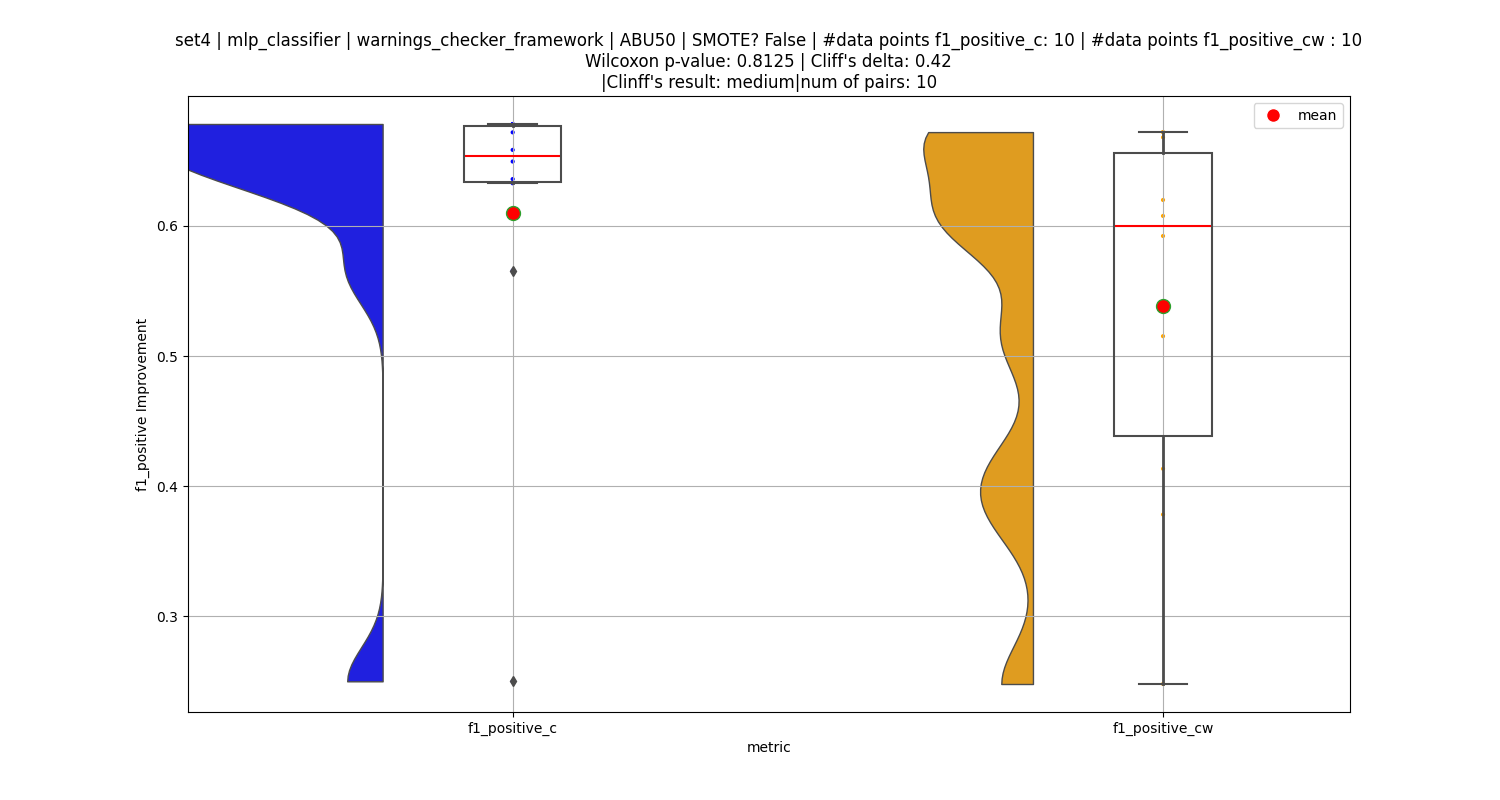 set4 | mlp_classifier | warnings_checker_framework | ABU50 | SMOTE? False | #data points f1_positive_c: 10 | #data points f1_positive_cw : 10
Wilcoxon p-value: 0.8125 | Cliff's delta: 0.42
|Clinff's result: medium|num of pairs: 10
mean
0.6
0.5
0.4
0.3
f1_positive Improvement
f1_positive_c
f1_positive_cw
metric